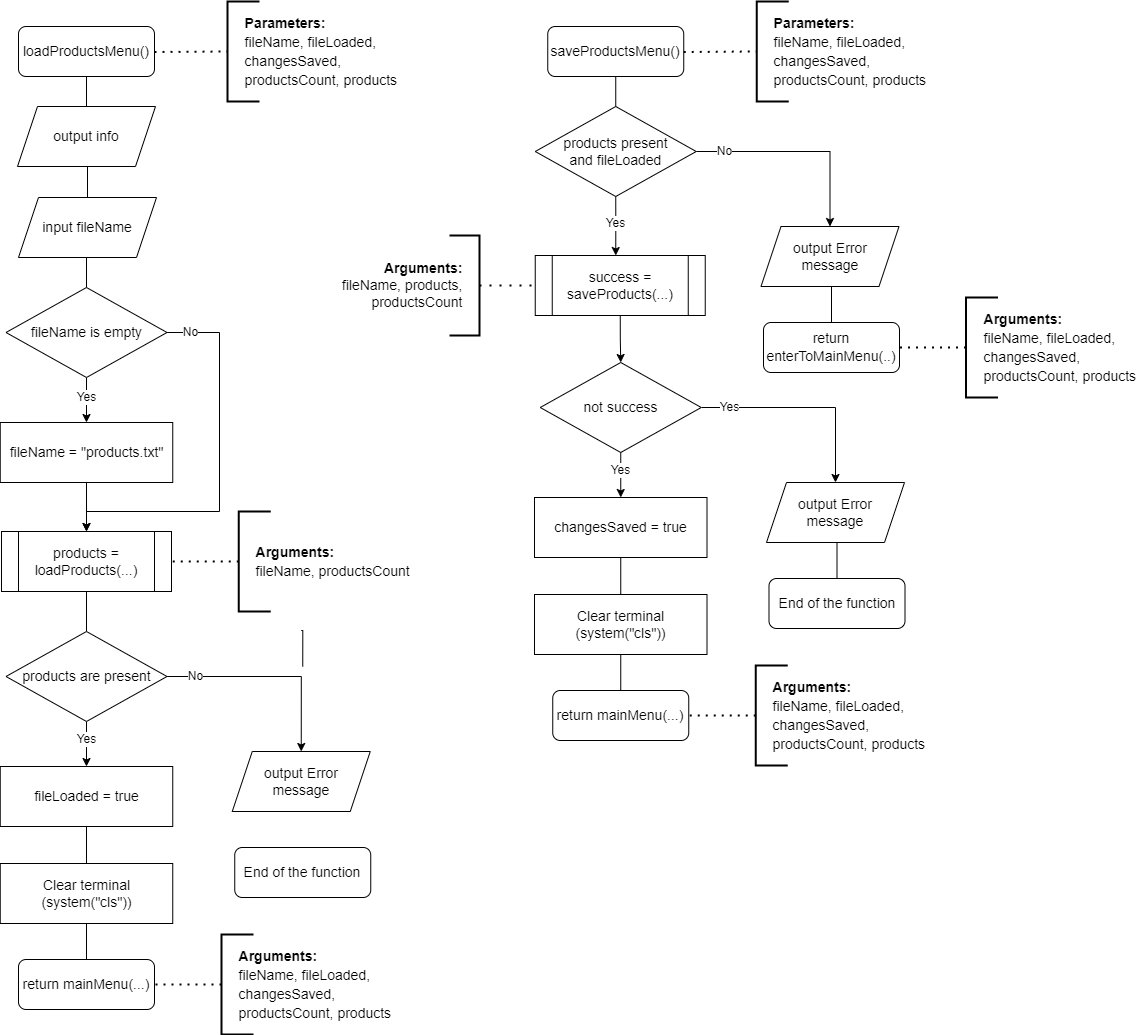 loadProductsMenu()
Parameters:
fileName, fileLoaded,
changesSaved,
productsCount, products
output info
input fileName
fileName is empty
No
Yes
fileName = "products.txt"
products =
loadProducts(...)
Arguments:
fileName, productsCount
products are present
No
Yes
fileLoaded = true
output Error
message
Clear terminal
(system("cls"))
End of the function
return mainMenu(...)
Arguments:
fileName, fileLoaded,
changesSaved,
productsCount, products
saveProductsMenu()
Parameters:
fileName, fileLoaded,
changesSaved,
productsCount, products
products present
and fileLoaded
No
Yes
output Error
message
Arguments:
fileName, products,
productsCount
success =
saveProducts(...)
return
enterToMainMenu(..)
Arguments:
fileName, fileLoaded,
changesSaved,
productsCount, products
not success
Yes
Yes
output Error
message
changesSaved = true
End of the function
Clear terminal
(system("cls"))
return mainMenu(...)
Arguments:
fileName, fileLoaded,
changesSaved,
productsCount, products